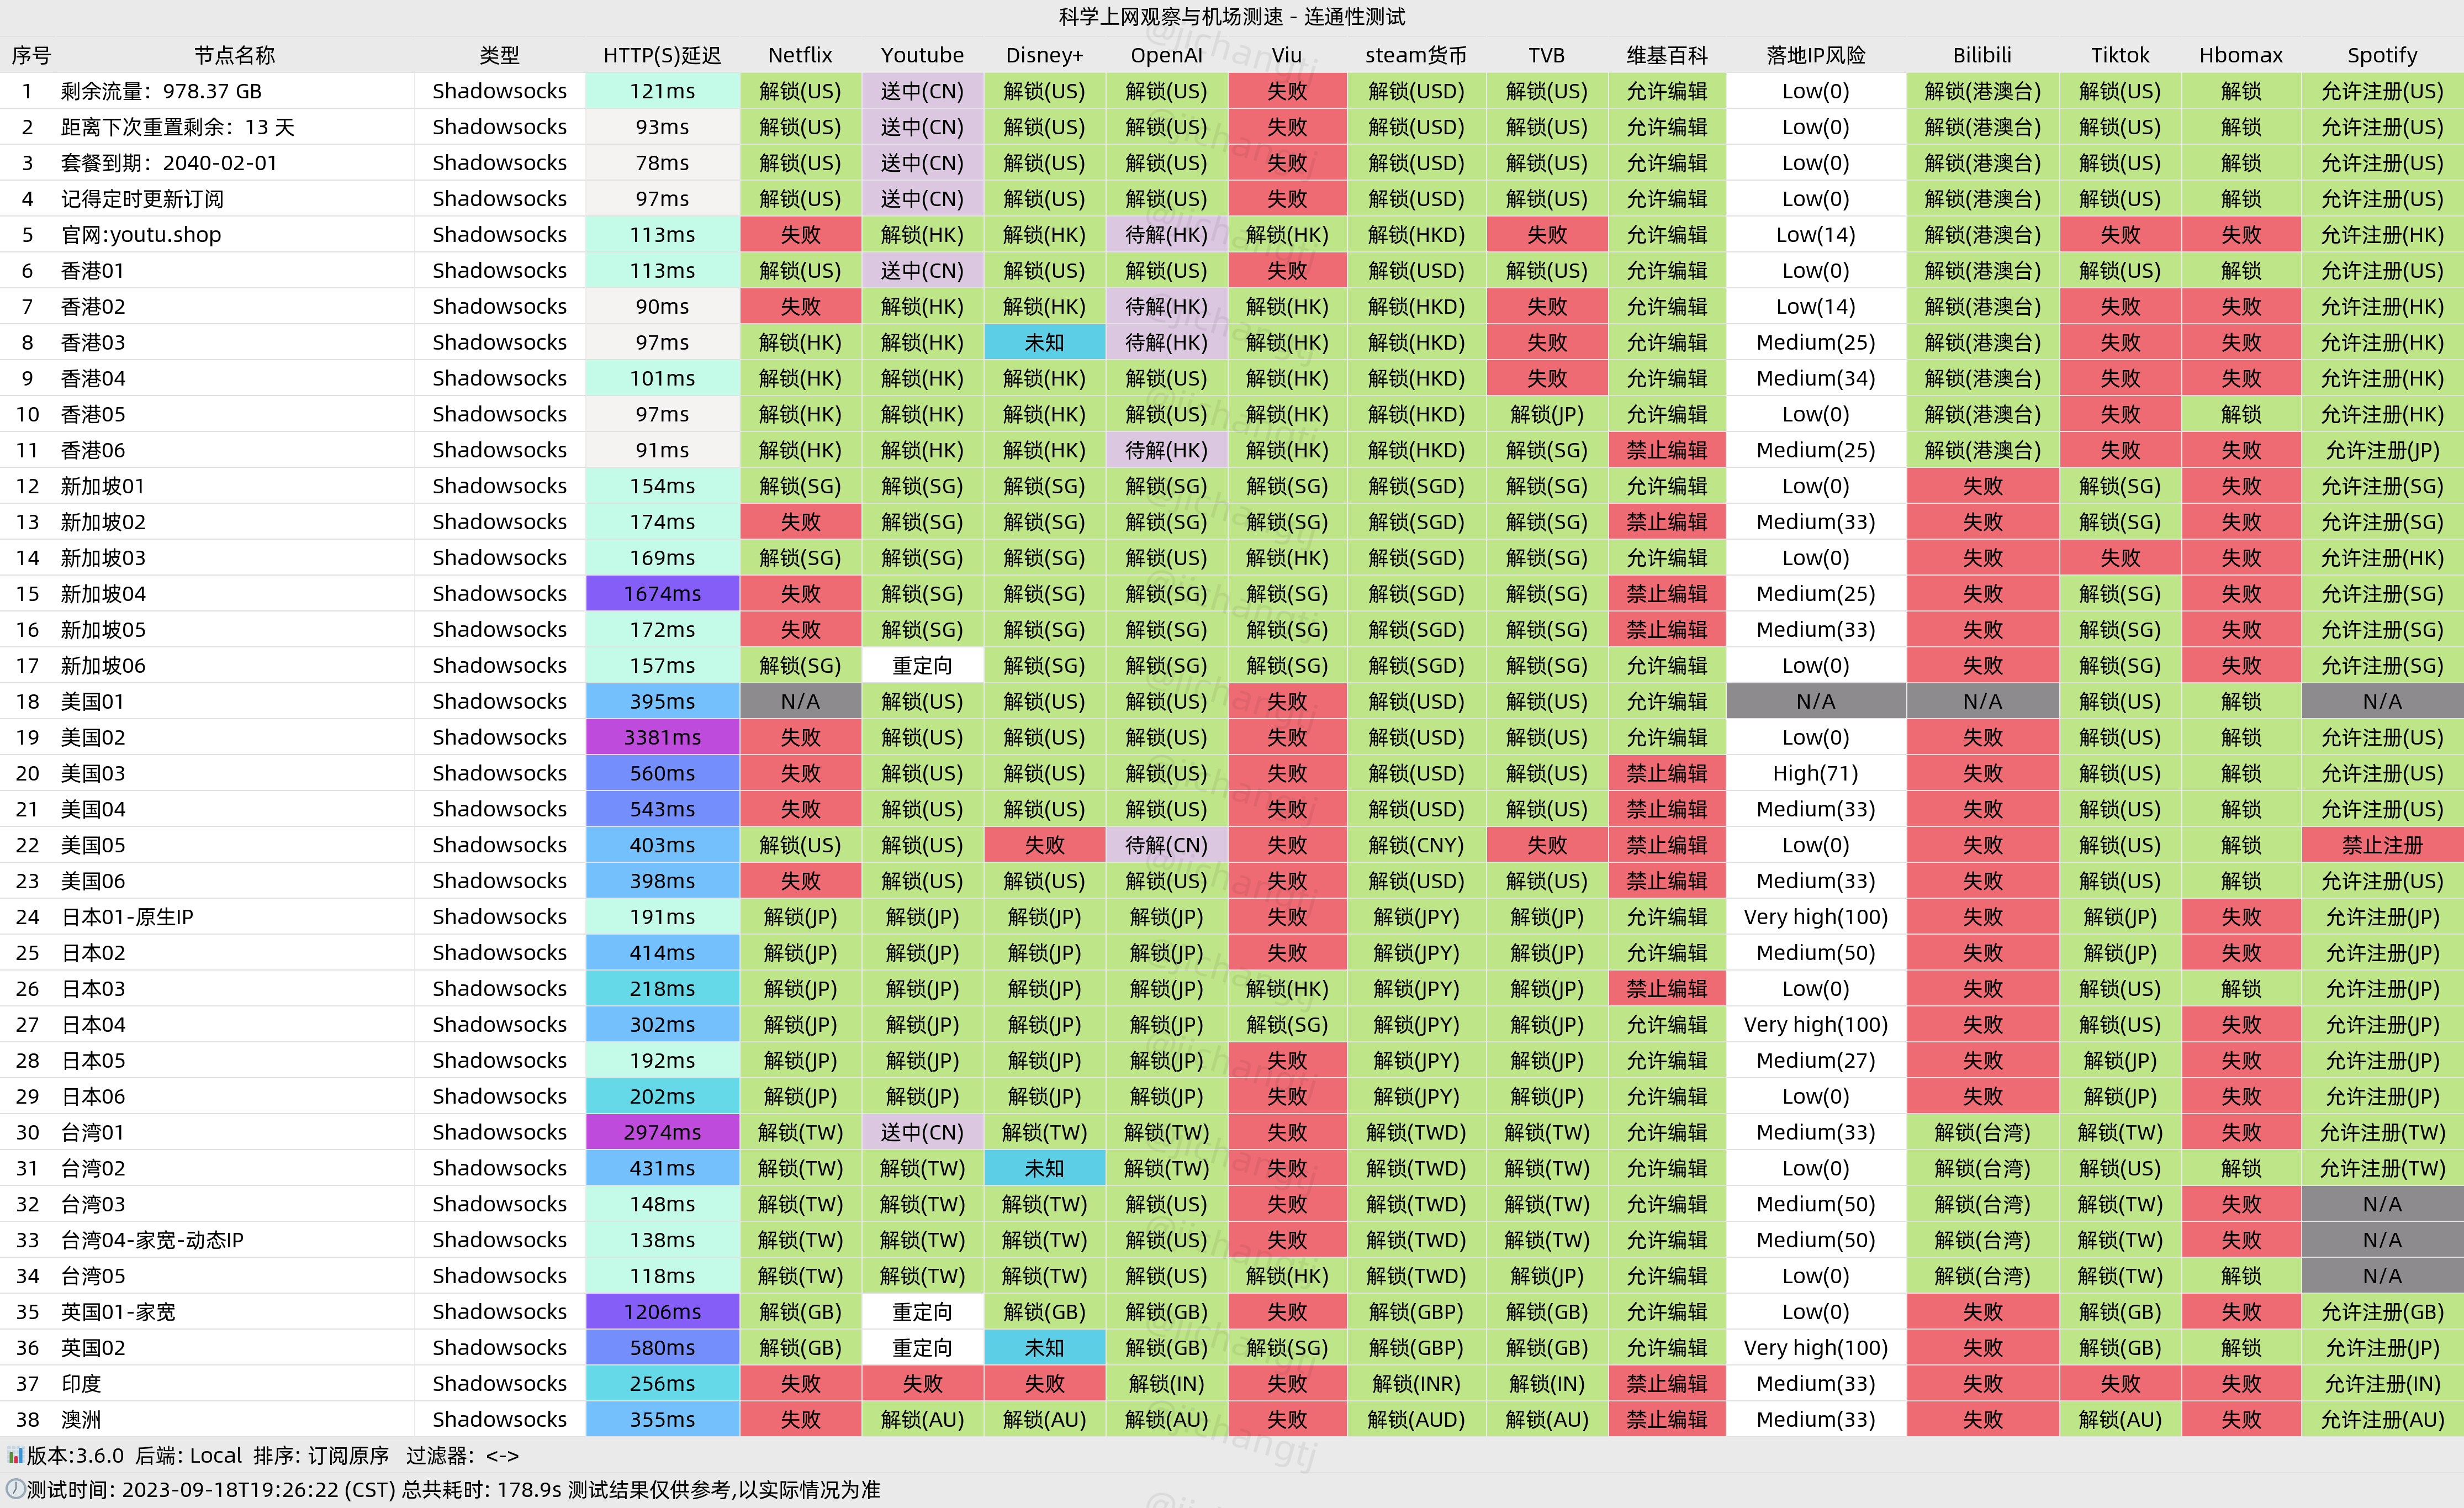 科学上网观察与机场测速 - 连通性测试
序号 节点名称 类型 HTTP(S)延迟 Netflix Youtube Disney+ OpenAI Viu steam货币 TVB 维基百科 落地IP风险 Bilibili Tiktok Hbomax Spotify
1 剩余流量：978.37 GB Shadowsocks 121ms 解锁(US) 送中(CN) 解锁(US) 解锁(US) 失败 解锁(USD) 解锁(US) 允许编辑 Low(0) 解锁(港澳台) 解锁(US) 解锁 允许注册(US)
2 距离下次重置剩余：13 天 Shadowsocks 93ms 解锁(US) 送中(CN) 解锁(US) 解锁(US) 失败 解锁(USD) 解锁(US) 允许编辑 Low(0) 解锁(港澳台) 解锁(US) 解锁 允许注册(US)
3 套餐到期：2040-02-01 Shadowsocks 78ms 解锁(US) 送中(CN) 解锁(US) 解锁(US) 失败 解锁(USD) 解锁(US) 允许编辑 Low(0) 解锁(港澳台) 解锁(US) 解锁 允许注册(US)
4 记得定时更新订阅 Shadowsocks 97ms 解锁(US) 送中(CN) 解锁(US) 解锁(US) 失败 解锁(USD) 解锁(US) 允许编辑 Low(0) 解锁(港澳台) 解锁(US) 解锁 允许注册(US)
5 官网:youtu.shop Shadowsocks 113ms 失败 解锁(HK) 解锁(HK) 待解(HK) 解锁(HK) 解锁(HKD) 失败 允许编辑 Low(14) 解锁(港澳台) 失败 失败 允许注册(HK)
6 香港01 Shadowsocks 113ms 解锁(US) 送中(CN) 解锁(US) 解锁(US) 失败 解锁(USD) 解锁(US) 允许编辑 Low(0) 解锁(港澳台) 解锁(US) 解锁 允许注册(US)
7 香港02 Shadowsocks 90ms 失败 解锁(HK) 解锁(HK) 待解(HK) 解锁(HK) 解锁(HKD) 失败 允许编辑 Low(14) 解锁(港澳台) 失败 失败 允许注册(HK)
8 香港03 Shadowsocks 97ms 解锁(HK) 解锁(HK) 未知 待解(HK) 解锁(HK) 解锁(HKD) 失败 允许编辑 Medium(25) 解锁(港澳台) 失败 失败 允许注册(HK)
9 香港04 Shadowsocks 101ms 解锁(HK) 解锁(HK) 解锁(HK) 解锁(US) 解锁(HK) 解锁(HKD) 失败 允许编辑 Medium(34) 解锁(港澳台) 失败 失败 允许注册(HK)
10 香港05 Shadowsocks 97ms 解锁(HK) 解锁(HK) 解锁(HK) 解锁(US) 解锁(HK) 解锁(HKD) 解锁(JP) 允许编辑 Low(0) 解锁(港澳台) 失败 解锁 允许注册(HK)
11 香港06 Shadowsocks 91ms 解锁(HK) 解锁(HK) 解锁(HK) 待解(HK) 解锁(HK) 解锁(HKD) 解锁(SG) 禁止编辑 Medium(25) 解锁(港澳台) 失败 失败 允许注册(JP)
12 新加坡01 Shadowsocks 154ms 解锁(SG) 解锁(SG) 解锁(SG) 解锁(SG) 解锁(SG) 解锁(SGD) 解锁(SG) 允许编辑 Low(0) 失败 解锁(SG) 失败 允许注册(SG)
13 新加坡02 Shadowsocks 174ms 失败 解锁(SG) 解锁(SG) 解锁(SG) 解锁(SG) 解锁(SGD) 解锁(SG) 禁止编辑 Medium(33) 失败 解锁(SG) 失败 允许注册(SG)
14 新加坡03 Shadowsocks 169ms 解锁(SG) 解锁(SG) 解锁(SG) 解锁(US) 解锁(HK) 解锁(SGD) 解锁(SG) 允许编辑 Low(0) 失败 失败 失败 允许注册(HK)
15 新加坡04 Shadowsocks 1674ms 失败 解锁(SG) 解锁(SG) 解锁(SG) 解锁(SG) 解锁(SGD) 解锁(SG) 禁止编辑 Medium(25) 失败 解锁(SG) 失败 允许注册(SG)
16 新加坡05 Shadowsocks 172ms 失败 解锁(SG) 解锁(SG) 解锁(SG) 解锁(SG) 解锁(SGD) 解锁(SG) 禁止编辑 Medium(33) 失败 解锁(SG) 失败 允许注册(SG)
17 新加坡06 Shadowsocks 157ms 解锁(SG) 重定向 解锁(SG) 解锁(SG) 解锁(SG) 解锁(SGD) 解锁(SG) 允许编辑 Low(0) 失败 解锁(SG) 失败 允许注册(SG)
18 美国01 Shadowsocks 395ms N/A 解锁(US) 解锁(US) 解锁(US) 失败 解锁(USD) 解锁(US) 允许编辑 N/A N/A 解锁(US) 解锁 N/A
19 美国02 Shadowsocks 3381ms 失败 解锁(US) 解锁(US) 解锁(US) 失败 解锁(USD) 解锁(US) 允许编辑 Low(0) 失败 解锁(US) 解锁 允许注册(US)
20 美国03 Shadowsocks 560ms 失败 解锁(US) 解锁(US) 解锁(US) 失败 解锁(USD) 解锁(US) 禁止编辑 High(71) 失败 解锁(US) 解锁 允许注册(US)
21 美国04 Shadowsocks 543ms 失败 解锁(US) 解锁(US) 解锁(US) 失败 解锁(USD) 解锁(US) 禁止编辑 Medium(33) 失败 解锁(US) 解锁 允许注册(US)
22 美国05 Shadowsocks 403ms 解锁(US) 解锁(US) 失败 待解(CN) 失败 解锁(CNY) 失败 禁止编辑 Low(0) 失败 解锁(US) 解锁 禁止注册
23 美国06 Shadowsocks 398ms 失败 解锁(US) 解锁(US) 解锁(US) 失败 解锁(USD) 解锁(US) 禁止编辑 Medium(33) 失败 解锁(US) 解锁 允许注册(US)
24 日本01-原生IP Shadowsocks 191ms 解锁(JP) 解锁(JP) 解锁(JP) 解锁(JP) 失败 解锁(JPY) 解锁(JP) 允许编辑 Very high(100) 失败 解锁(JP) 失败 允许注册(JP)
25 日本02 Shadowsocks 414ms 解锁(JP) 解锁(JP) 解锁(JP) 解锁(JP) 失败 解锁(JPY) 解锁(JP) 允许编辑 Medium(50) 失败 解锁(JP) 失败 允许注册(JP)
26 日本03 Shadowsocks 218ms 解锁(JP) 解锁(JP) 解锁(JP) 解锁(JP) 解锁(HK) 解锁(JPY) 解锁(JP) 禁止编辑 Low(0) 失败 解锁(US) 解锁 允许注册(JP)
27 日本04 Shadowsocks 302ms 解锁(JP) 解锁(JP) 解锁(JP) 解锁(JP) 解锁(SG) 解锁(JPY) 解锁(JP) 允许编辑 Very high(100) 失败 解锁(US) 失败 允许注册(JP)
28 日本05 Shadowsocks 192ms 解锁(JP) 解锁(JP) 解锁(JP) 解锁(JP) 失败 解锁(JPY) 解锁(JP) 允许编辑 Medium(27) 失败 解锁(JP) 失败 允许注册(JP)
29 日本06 Shadowsocks 202ms 解锁(JP) 解锁(JP) 解锁(JP) 解锁(JP) 失败 解锁(JPY) 解锁(JP) 允许编辑 Low(0) 失败 解锁(JP) 失败 允许注册(JP)
30 台湾01 Shadowsocks 2974ms 解锁(TW) 送中(CN) 解锁(TW) 解锁(TW) 失败 解锁(TWD) 解锁(TW) 允许编辑 Medium(33) 解锁(台湾) 解锁(TW) 失败 允许注册(TW)
31 台湾02 Shadowsocks 431ms 解锁(TW) 解锁(TW) 未知 解锁(TW) 失败 解锁(TWD) 解锁(TW) 允许编辑 Low(0) 解锁(台湾) 解锁(US) 解锁 允许注册(TW)
32 台湾03 Shadowsocks 148ms 解锁(TW) 解锁(TW) 解锁(TW) 解锁(US) 失败 解锁(TWD) 解锁(TW) 允许编辑 Medium(50) 解锁(台湾) 解锁(TW) 失败 N/A
33 台湾04-家宽-动态IP Shadowsocks 138ms 解锁(TW) 解锁(TW) 解锁(TW) 解锁(US) 失败 解锁(TWD) 解锁(TW) 允许编辑 Medium(50) 解锁(台湾) 解锁(TW) 失败 N/A
34 台湾05 Shadowsocks 118ms 解锁(TW) 解锁(TW) 解锁(TW) 解锁(US) 解锁(HK) 解锁(TWD) 解锁(JP) 允许编辑 Low(0) 解锁(台湾) 解锁(TW) 解锁 N/A
35 英国01-家宽 Shadowsocks 1206ms 解锁(GB) 重定向 解锁(GB) 解锁(GB) 失败 解锁(GBP) 解锁(GB) 允许编辑 Low(0) 失败 解锁(GB) 失败 允许注册(GB)
36 英国02 Shadowsocks 580ms 解锁(GB) 重定向 未知 解锁(GB) 解锁(SG) 解锁(GBP) 解锁(GB) 允许编辑 Very high(100) 失败 解锁(GB) 解锁 允许注册(JP)
37 印度 Shadowsocks 256ms 失败 失败 失败 解锁(IN) 失败 解锁(INR) 解锁(IN) 禁止编辑 Medium(33) 失败 失败 失败 允许注册(IN)
38 澳洲 Shadowsocks 355ms 失败 解锁(AU) 解锁(AU) 解锁(AU) 失败 解锁(AUD) 解锁(AU) 禁止编辑 Medium(33) 失败 解锁(AU) 失败 允许注册(AU)
版本:3.6.0 后端: Local 排序: 订阅原序 过滤器: <->
测试时间: 2023-09-18T19:26:22 (CST) 总共耗时: 178.9s 测试结果仅供参考,以实际情况为准
@jichangtj